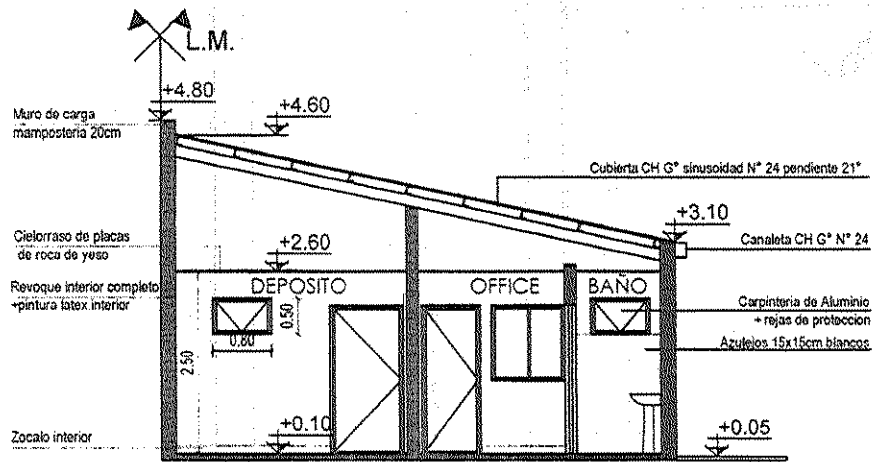 L.M.
+4.80
+4.60
Muro de carga
mamposteria 20cm
Cubierta CH G° sinusoidad N° 24 pendiente 21°
+3.10
Canaleta CH G° N° 24
Cielorraso de placas
de roca de yeso
+2.60
Revoque interior completo
+pintura latex interior
DEPOSITO
OFFICE
BAÑO
0.50
0.80
2.50
Carpinteria de Aluminio
+ rejas de proteccion
Azulejos 15x15cm blancos
Zocalo interior
+0.10
+0.05